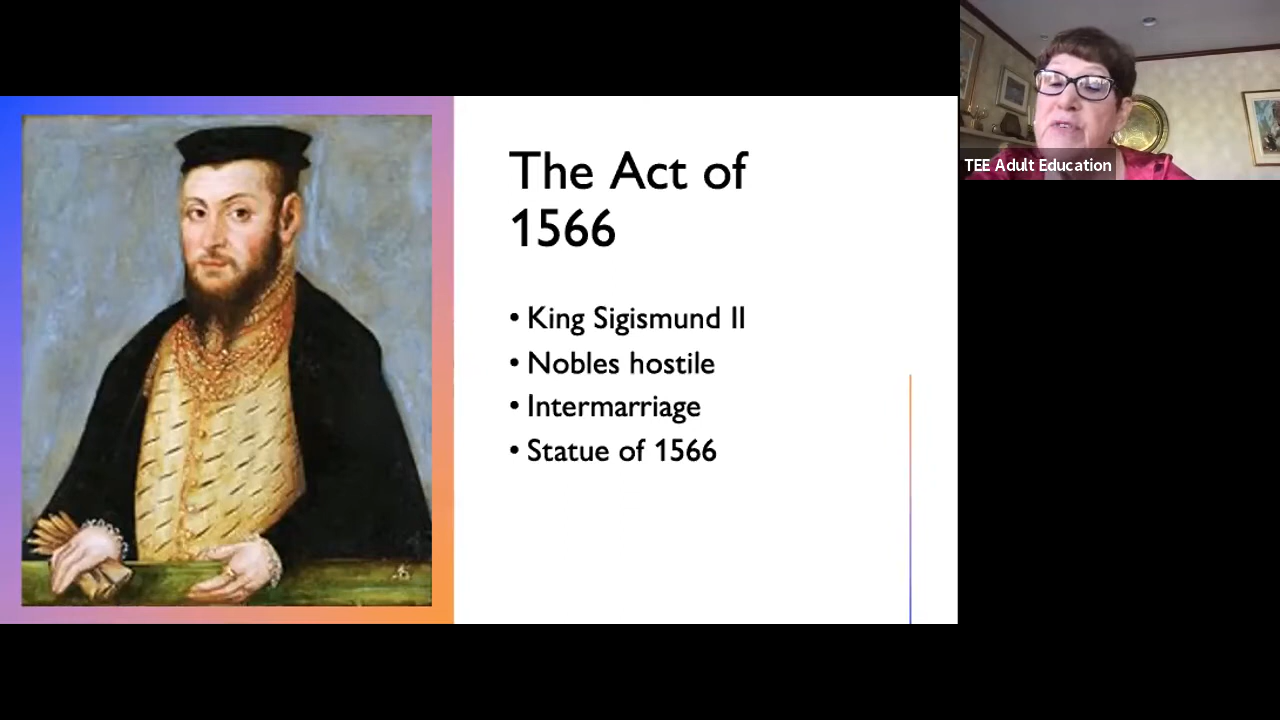 The Act of
1566
• King Sigismund II
• Nobles hostile
• Intermarriage
• Statue of 1566
TEE Adult Education